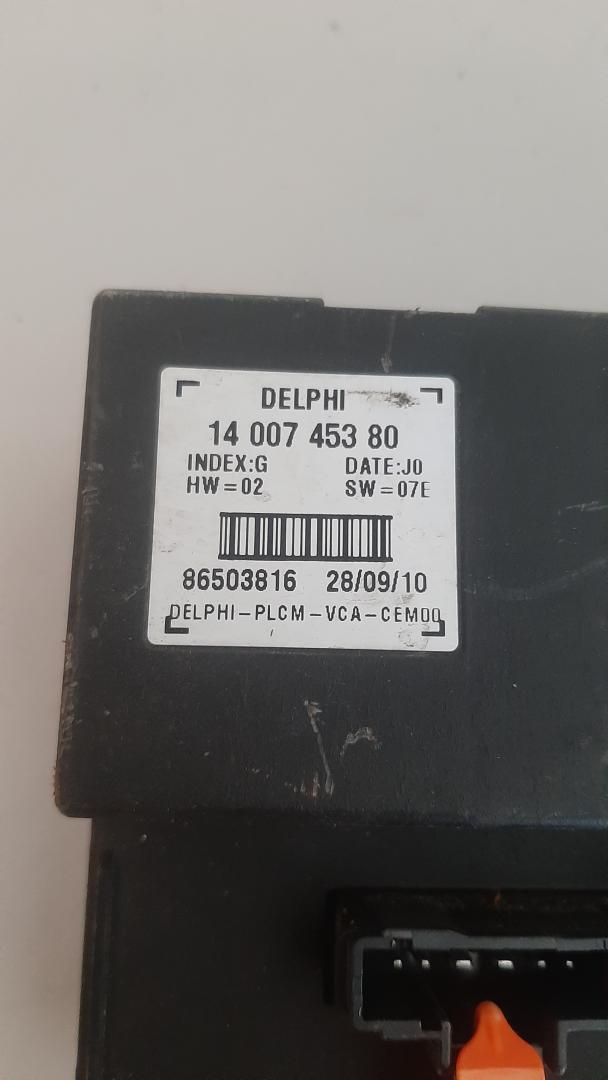 DELPHI
14 007 453 80
INDEX:G DATE:J0
HW=02 SW=07E
86503816 28/09/10
DELPHI-PLCM-VCA-CEM00